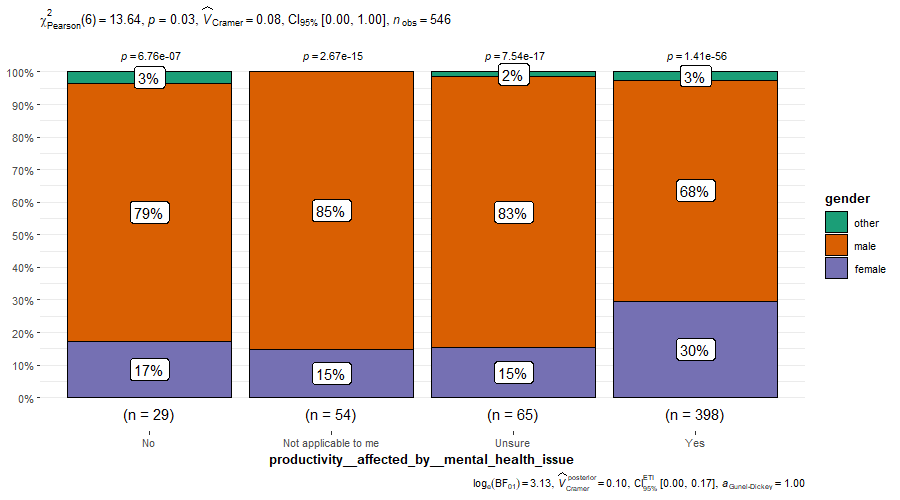 χ²Pearson(6) = 13.64, p = 0.03, V̂Cramer = 0.08, CI95% [0.00, 1.00], nobs = 546
p = 6.76e-07 p = 2.67e-15 p = 7.54e-17 p = 1.41e-56
100%
90%
80%
70%
60%
50%
40%
30%
20%
10%
0%
3% 2% 3%
79% 85% 83% 68%
17% 15% 15% 30%
gender
other
male
female
(n = 29) (n = 54) (n = 65) (n = 398)
No Not applicable to me Unsure Yes
productivity__affected_by__mental_health_issue
loge(BF01) = 3.13, V̂posteriorCramer = 0.10, CIETI95% [0.00, 0.17], aGunel-Dickey = 1.00